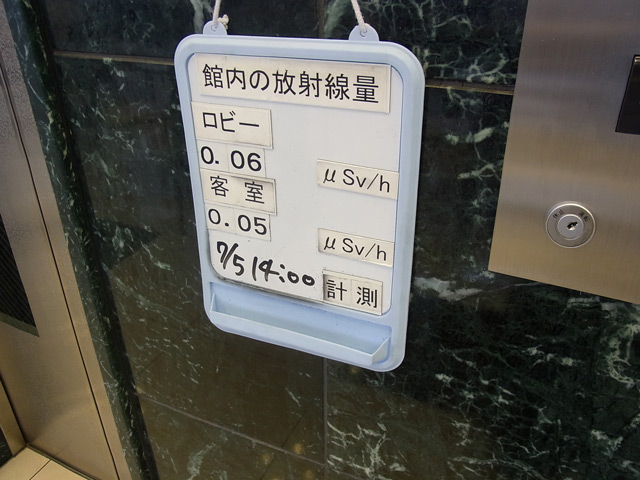 館内の放射線量
ロビー
0.06 μSv/h
客室
0.05 μSv/h
7/5 14:00 計測